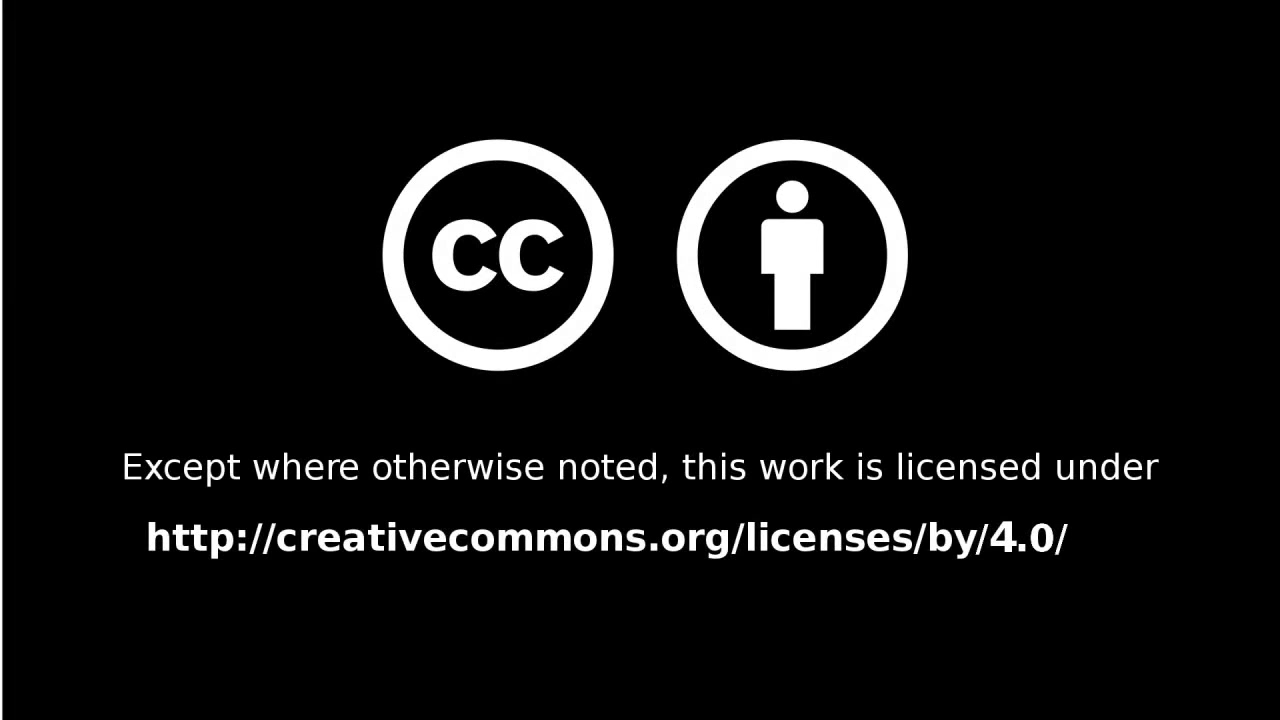 cc
Except where otherwise noted, this work is licensed under
http://creativecommons.org/licenses/by/4.0/